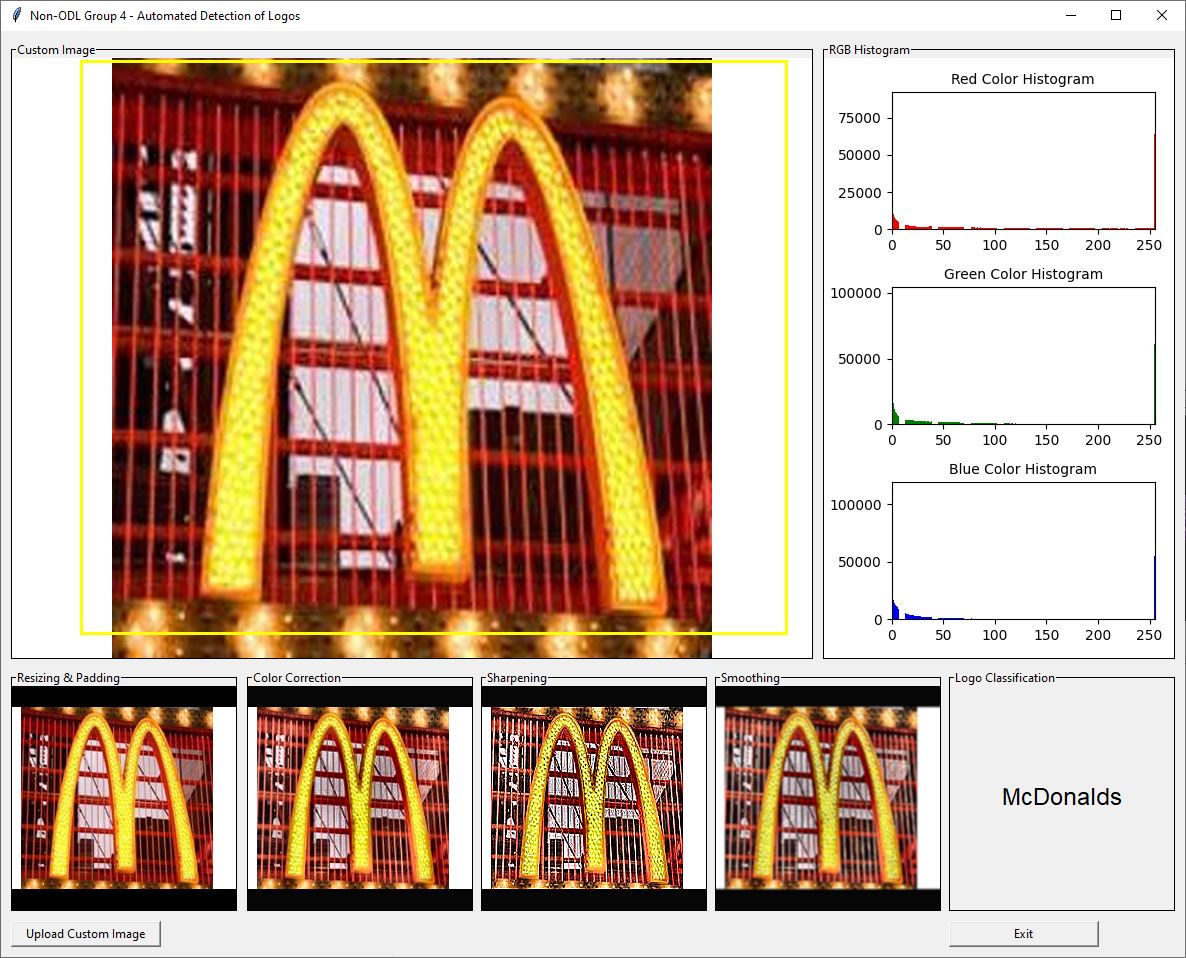 Non-ODL Group 4 - Automated Detection of Logos
Custom Image
RGB Histogram
Red Color Histogram
75000
50000
25000
0
0 50 100 150 200 250
Green Color Histogram
100000
50000
0
0 50 100 150 200 250
Blue Color Histogram
100000
50000
0
0 50 100 150 200 250
Resizing & Padding
Color Correction
Sharpening
Smoothing
Logo Classification
McDonalds
Upload Custom Image
Exit